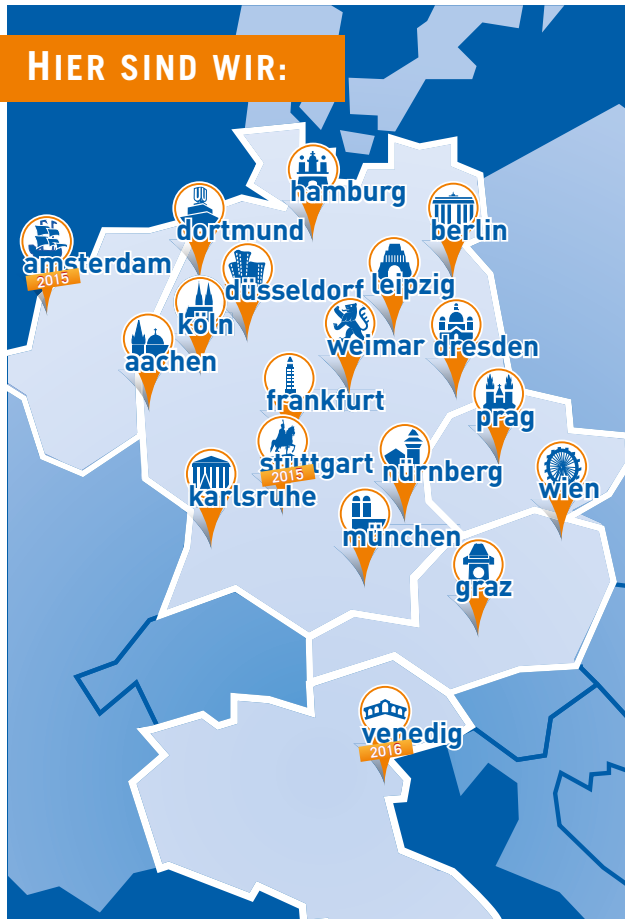 HIER SIND WIR:
hamburg
dortmund
berlin
amsterdam
2015
düsseldorf
leipzig
köln
weimar
dresden
aachen
frankfurt
prag
stuttgart
2015
nürnberg
karlsruhe
wien
münchen
graz
venedig
2016